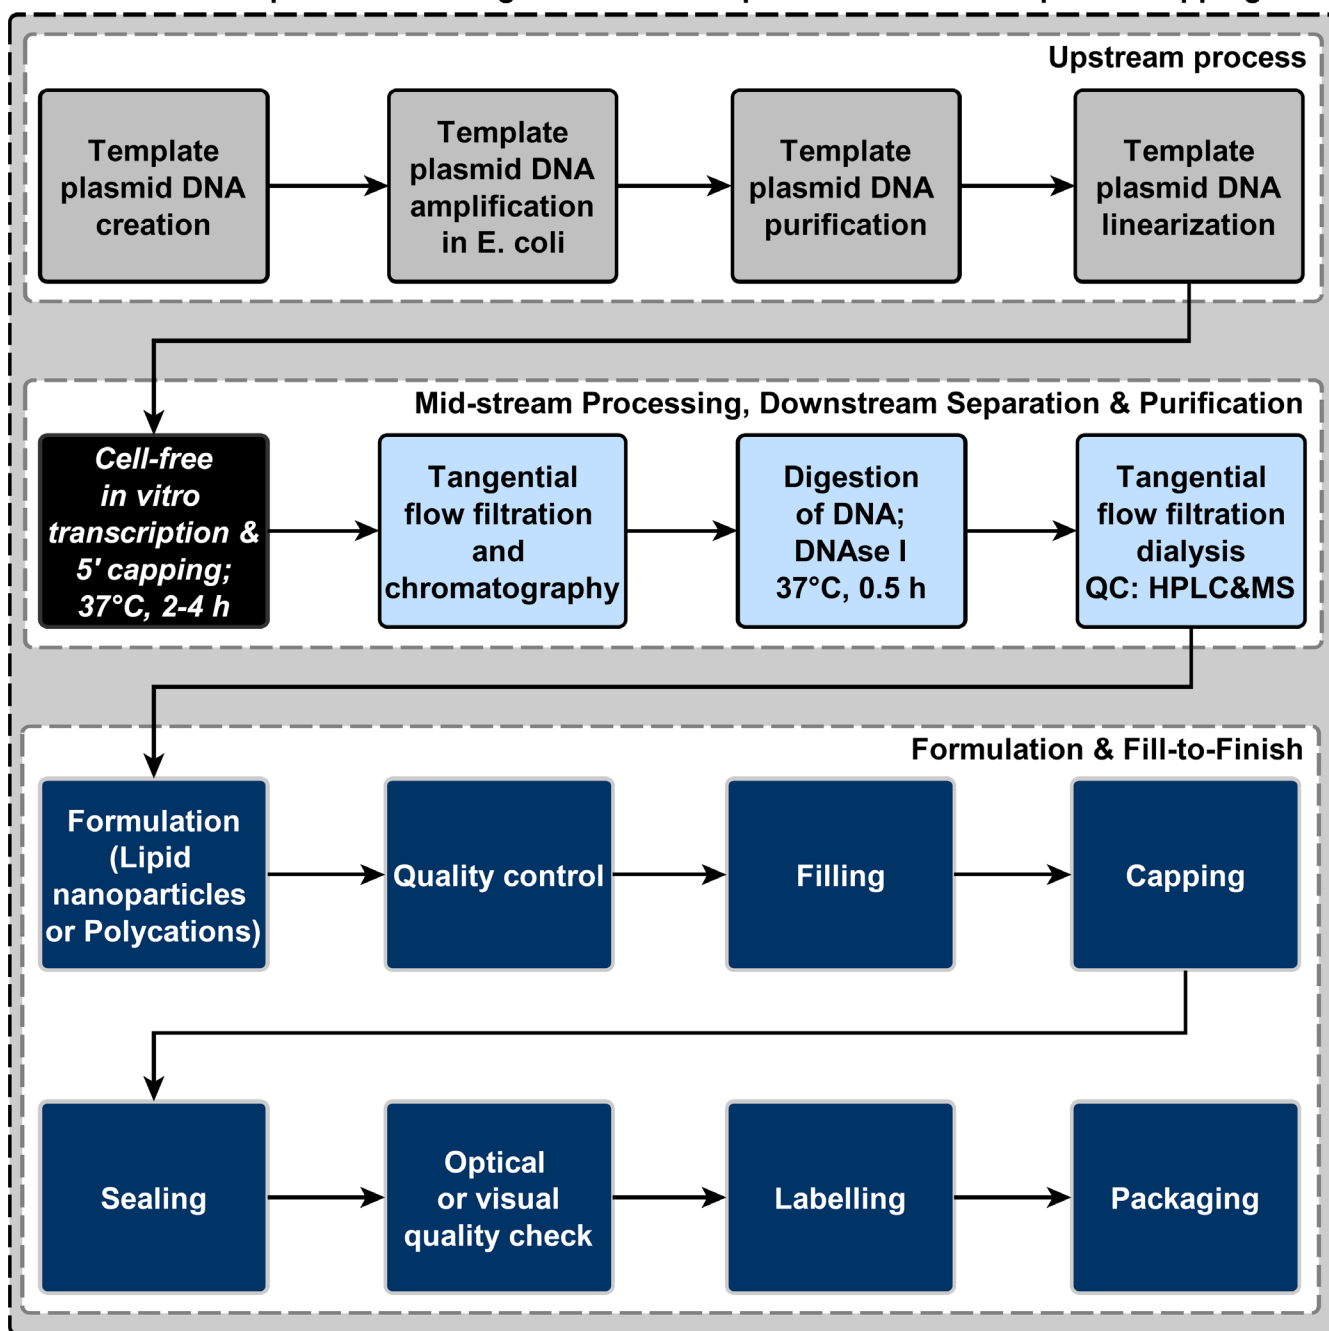 Upstream process
Template
plasmid DNA
creation
Template
plasmid DNA
amplification
in E. coli
Template
plasmid DNA
purification
Template
plasmid DNA
linearization
Mid-stream Processing, Downstream Separation & Purification
Cell-free
in vitro
transcription &
5' capping;
37°C, 2-4 h
Tangential
flow filtration
and
chromatography
Digestion
of DNA;
DNAse I
37°C, 0.5 h
Tangential
flow filtration
dialysis
QC: HPLC&MS
Formulation & Fill-to-Finish
Formulation
(Lipid
nanoparticles
or Polycations)
Quality control
Filling
Capping
Sealing
Optical
or visual
quality check
Labelling
Packaging